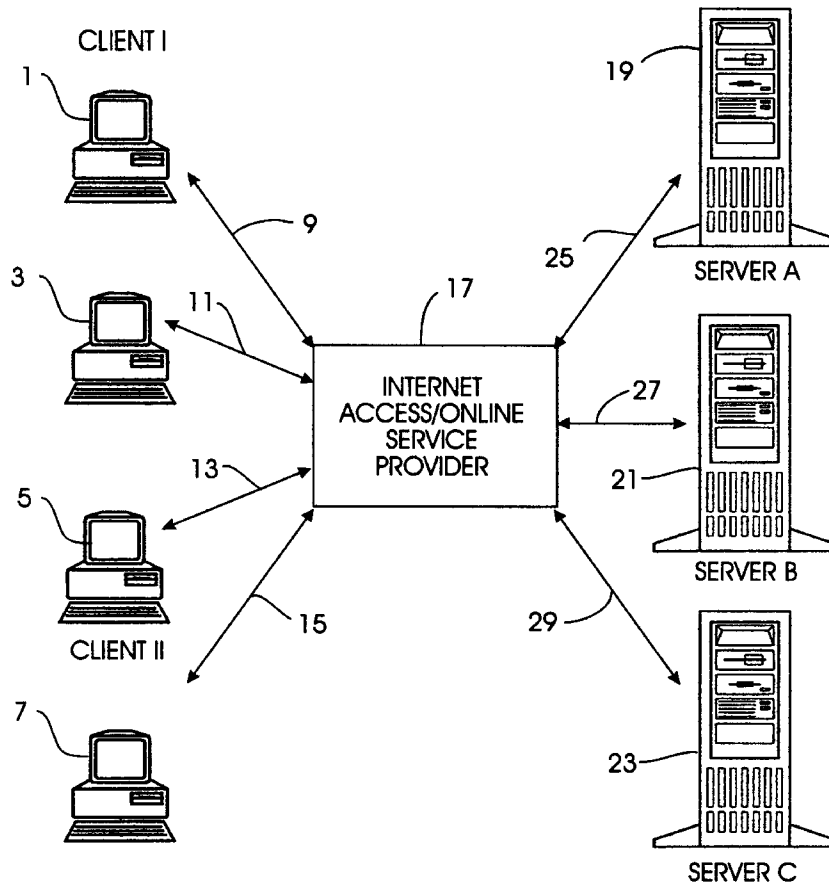 CLIENT I
1
19
9
25
SERVER A
3
11
17
INTERNET
ACCESS/ONLINE
SERVICE
PROVIDER
27
13
21
5
SERVER B
CLIENT II
15
29
7
23
SERVER C